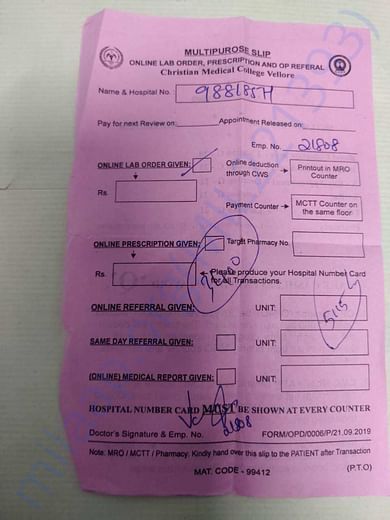 MULTIPUROSE SLIP
ONLINE LAB ORDER, PRESCRIPTION AND OP REFERAL
Christian Medical College Vellore
Name & Hospital No. 988185H
Pay for next Review on: Appointment Released on:
Emp. No. 21808
ONLINE LAB ORDER GIVEN: Online deduction through CWS Printout in MRO Counter
Rs.
Payment Counter MCTT Counter on the same floor
ONLINE PRESCRIPTION GIVEN: Target Pharmacy No.
Rs. Please produce your Hospital Number Card for all Transactions.
ONLINE REFERRAL GIVEN: UNIT:
SAME DAY REFERRAL GIVEN: UNIT:
(ONLINE) MEDICAL REPORT GIVEN: UNIT:
HOSPITAL NUMBER CARD MUST BE SHOWN AT EVERY COUNTER
21808
Doctor's Signature & Emp. No. FORM/OPD/0006/P/21.09.2019
Note: MRO / MCTT / Pharmacy: Kindly hand over this slip to the PATIENT after Transaction
MAT. CODE - 99412 (P.T.O)